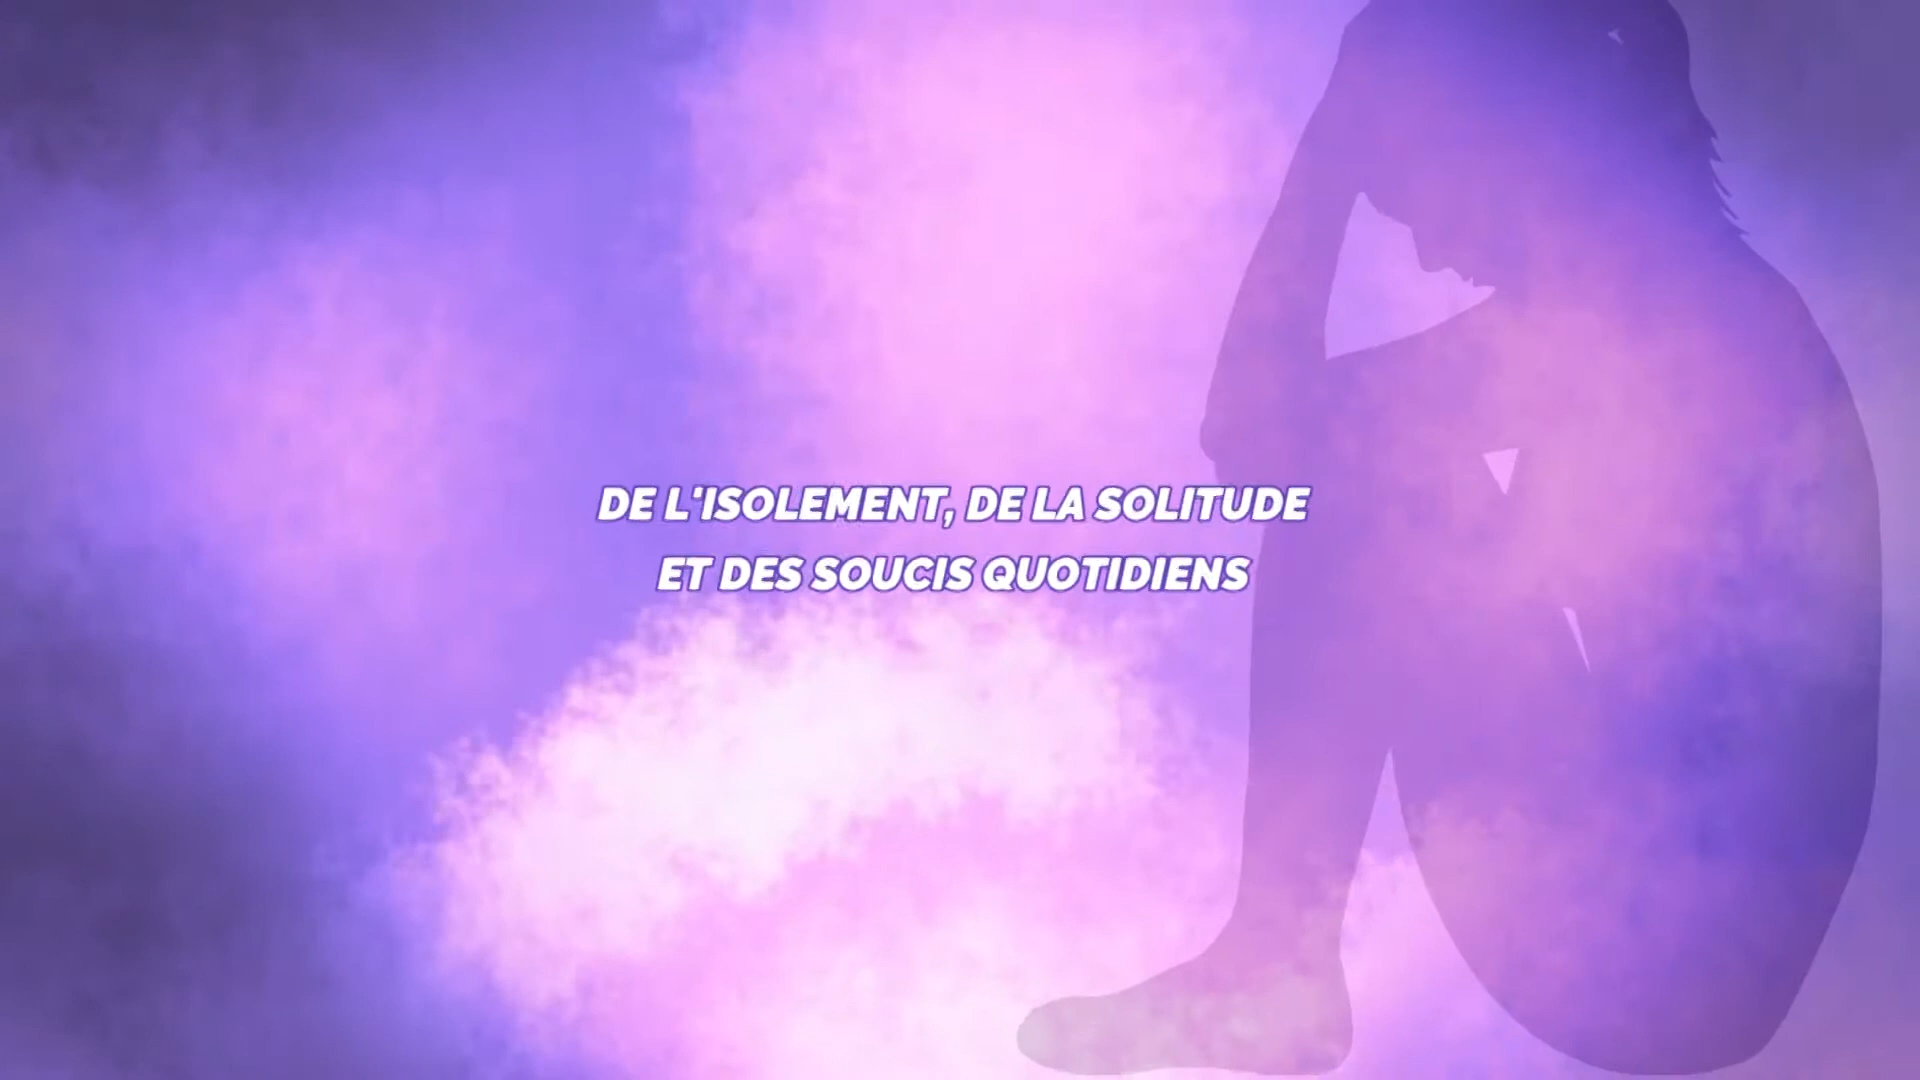 DE L'ISOLEMENT, DE LA SOLITUDE
ET DES SOUCIS QUOTIDIENS